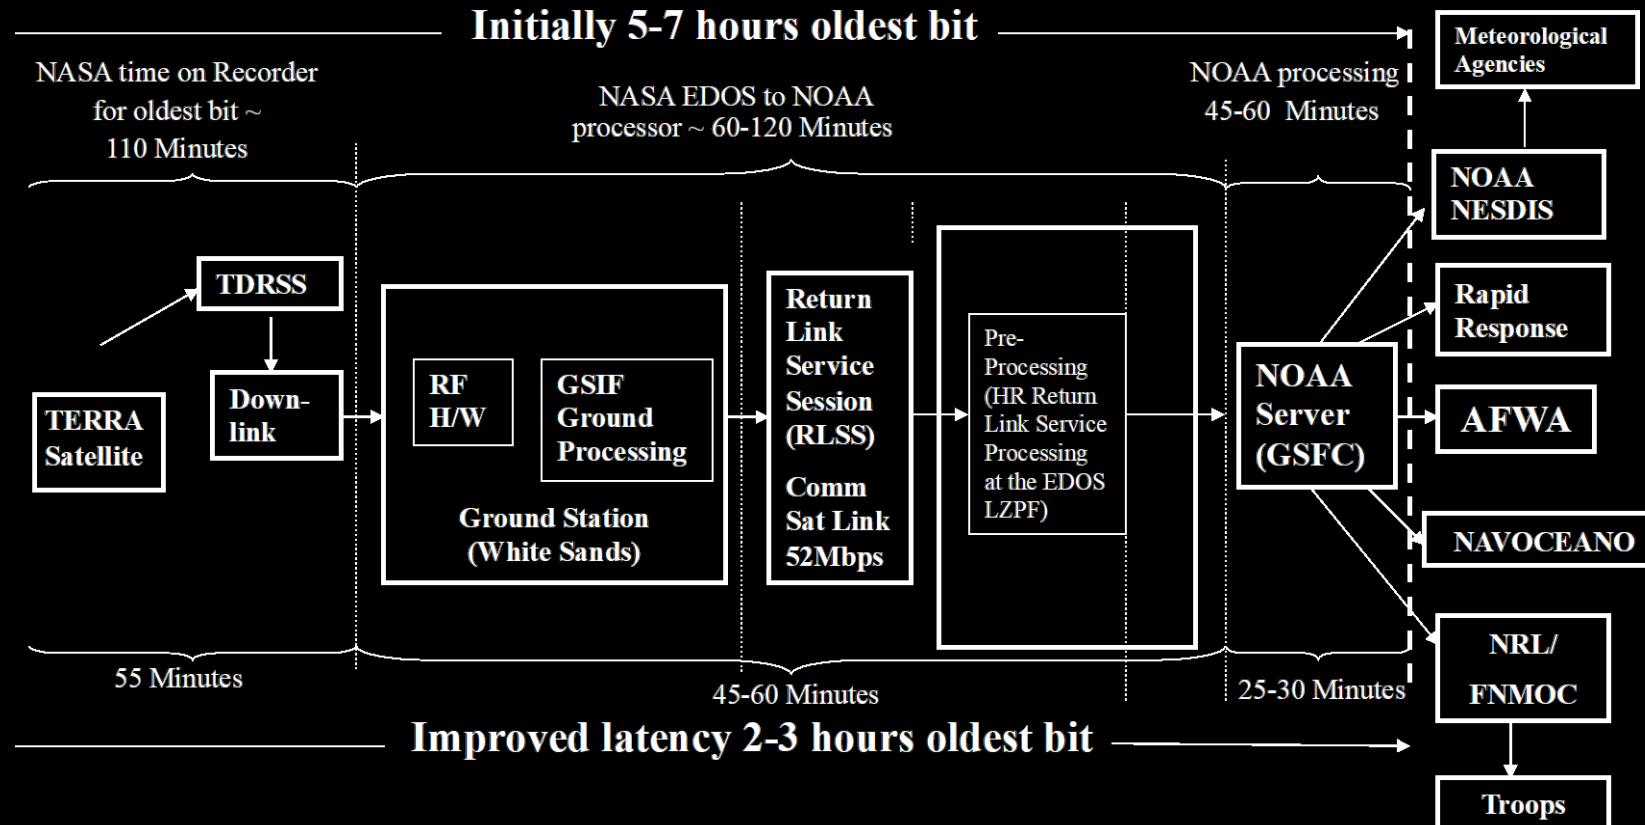 Initially 5-7 hours oldest bit
NASA time on Recorder
for oldest bit ~
110 Minutes
NASA EDOS to NOAA
processor ~ 60-120 Minutes
NOAA processing
45-60 Minutes
Meteorological
Agencies
NOAA
NESDIS
TDRSS
Down-
link
TERRA
Satellite
RF
H/W
GSIF
Ground
Processing
Ground Station
(White Sands)
Return
Link
Service
Session
(RLSS)
Comm
Sat Link
52Mbps
Pre-
Processing
(HR Return
Link Service
Processing
at the EDOS
LZPF)
NOAA
Server
(GSFC)
Rapid
Response
AFWA
NAVOCEANO
NRL/
FNMOC
Troops
55 Minutes
45-60 Minutes
25-30 Minutes
Improved latency 2-3 hours oldest bit